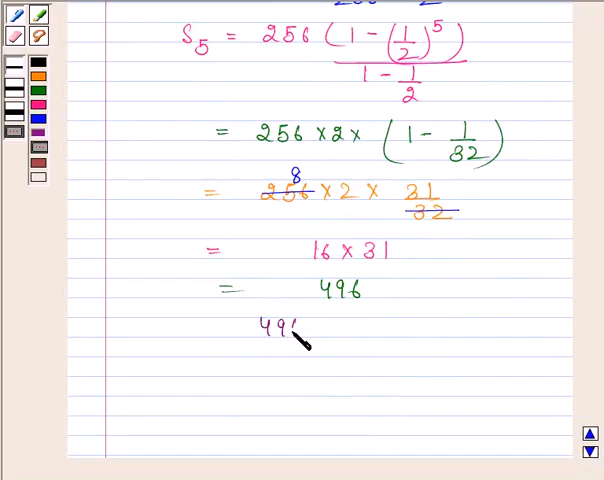 S₅ = 256 (1 - (1/2)⁵) / (1 - 1/2)
= 256 × 2 × (1 - 1/32)
= 256 8 × 2 × 31/32
= 16 × 31
= 496
49